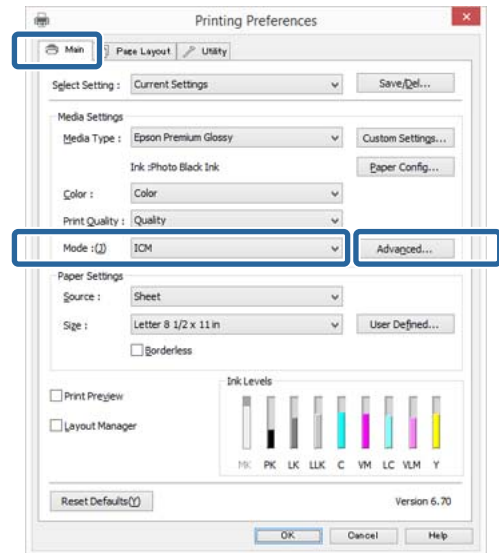 Printing Preferences
Main Page Layout Utility
Select Setting : Current Settings Save/Del...
Media Settings
Media Type : Epson Premium Glossy Custom Settings...
Ink :Photo Black Ink Paper Config...
Color : Color
Print Quality : Quality
Mode :(J) ICM Advanced...
Paper Settings
Source : Sheet
Size : Letter 8 1/2 x 11 in User Defined...
Borderless
Print Preview
Layout Manager
Ink Levels
MK PK LK LLK C VM LC VLM Y
Reset Defaults(Y) Version 6.70
OK Cancel Help